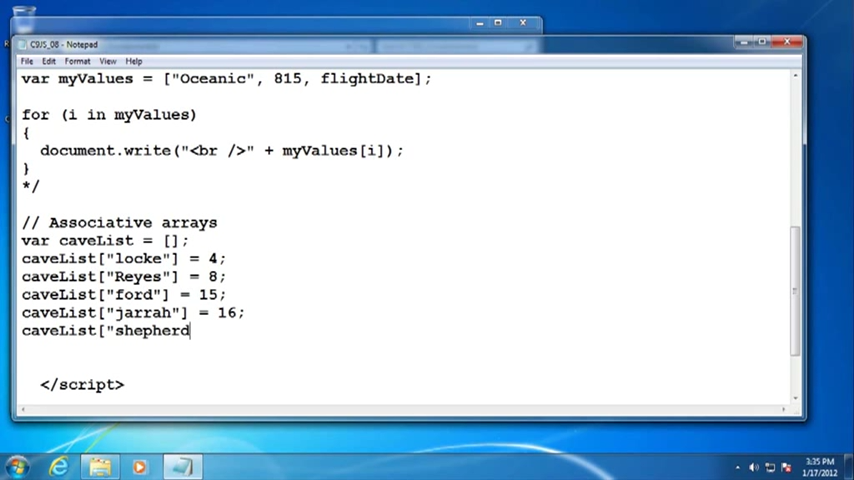 C9JS_08 - Notepad
File Edit Format View Help
var myValues = ["Oceanic", 815, flightDate];
for (i in myValues)
{
document.write("<br />" + myValues[i]);
}
*/
// Associative arrays
var caveList = [];
caveList["locke"] = 4;
caveList["Reyes"] = 8;
caveList["ford"] = 15;
caveList["jarrah"] = 16;
caveList["shepherd
</script>
3:35 PM
1/17/2012